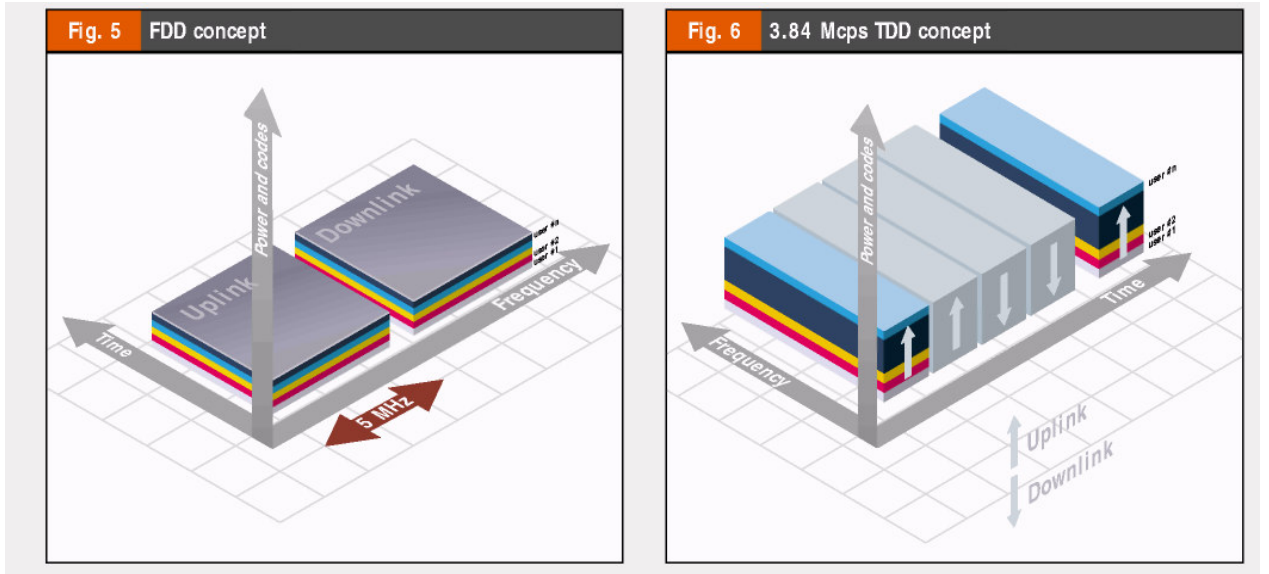 Fig. 5 FDD concept
Power and codes
Uplink
Downlink
user #n
user #2
user #1
Time
Frequency
5 MHz
Fig. 6 3.84 Mcps TDD concept
Power and codes
user #n
user #2
user #1
Time
Frequency
Uplink
Downlink